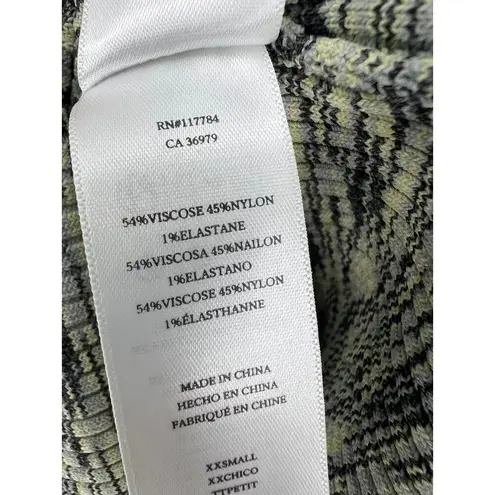 RN#117784
CA 36979
54%VISCOSE 45%NYLON
1%ELASTANE
54%VISCOSA 45%NAILON
1%ELASTANO
54%VISCOSE 45%NYLON
1%ÉLASTHANNE
MADE IN CHINA
HECHO EN CHINA
FABRIQUÉ EN CHINE
XXSMALL
XXCHICO
TTPETIT